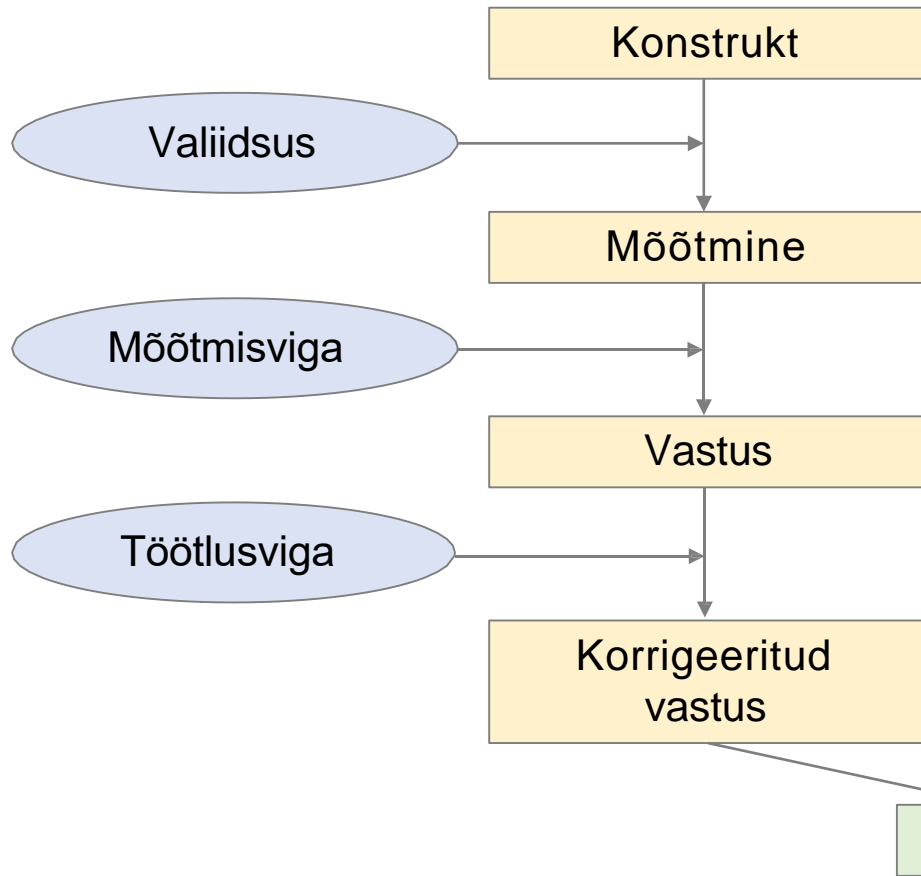 Konstrukt
Valiidsus
Mõõtmine
Mõõtmisviga
Vastus
Töötlusviga
Korrigeeritud
vastus